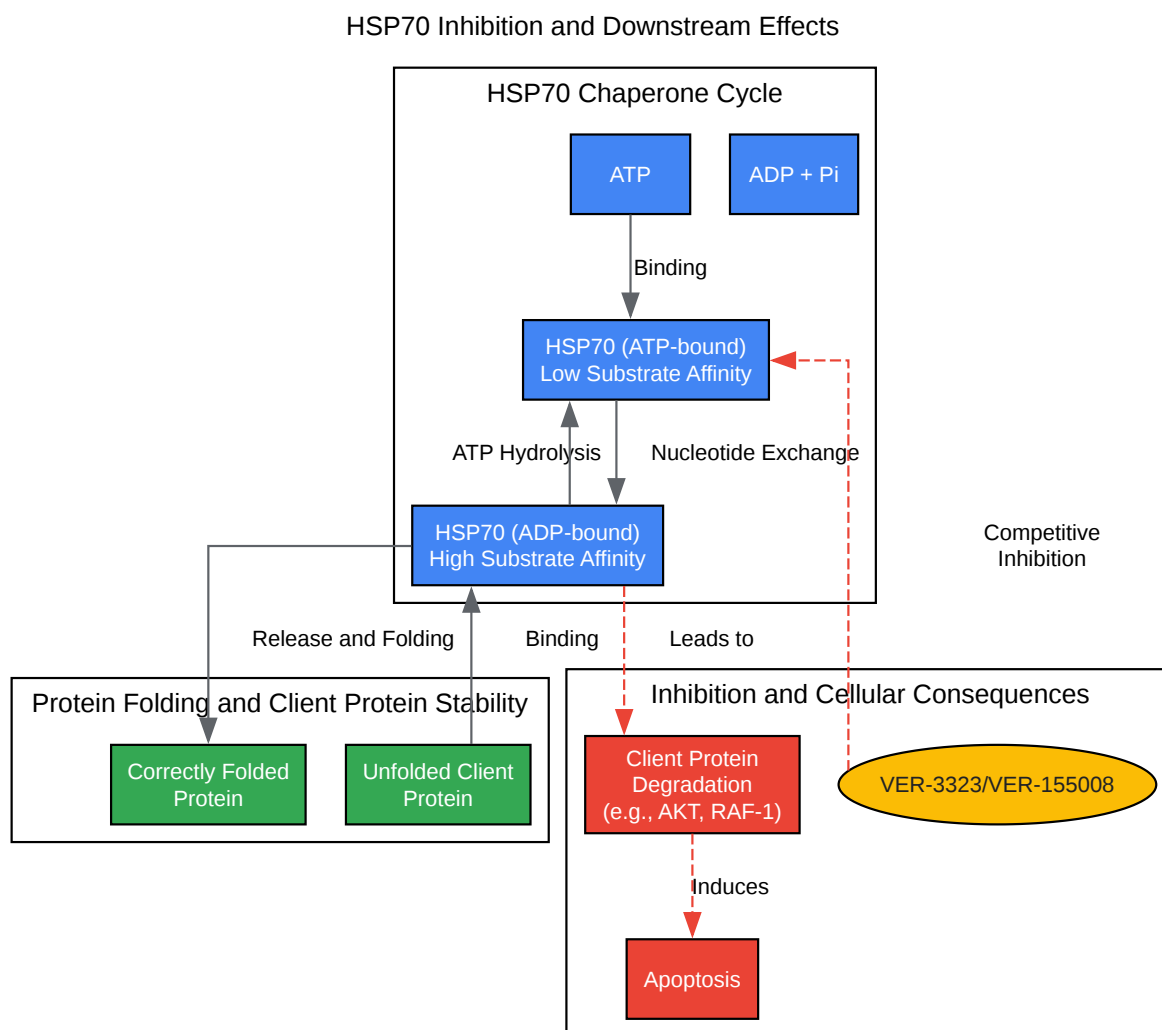 HSP70 Inhibition and Downstream Effects
HSP70 Chaperone Cycle
ATP
ADP + Pi
Binding
HSP70 (ATP-bound)
Low Substrate Affinity
ATP Hydrolysis
Nucleotide Exchange
HSP70 (ADP-bound)
High Substrate Affinity
Competitive
Inhibition
Release and Folding
Binding
Leads to
Protein Folding and Client Protein Stability
Correctly Folded
Protein
Unfolded Client
Protein
Inhibition and Cellular Consequences
Client Protein
Degradation
(e.g., AKT, RAF-1)
VER-3323/VER-155008
Induces
Apoptosis